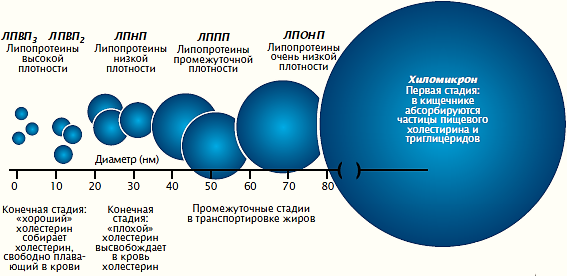 ЛПВП3 ЛПВП2
Липопротеины
высокой
плотности
ЛПНП
Липопротеины
низкой
плотности
ЛППП
Липопротеины
промежуточной
плотности
ЛПОНП
Липопротеины
очень низкой
плотности
Хиломикрон
Первая стадия:
в кищечнике
абсорбируются
частицы пищевого
холестирина и
триглицеридов
Диаметр (нм)
0 10 20 30 40 50 60 70 80 ( )
Конечная стадия:
«хороший»
холестерин
собирает
холестерин,
свободно плава-
ющий в крови
Конечная
стадия:
«плохой»
холестерин
высвобождает
в кровь
холестерин
Промежуточные стадии
в транспортировке жиров